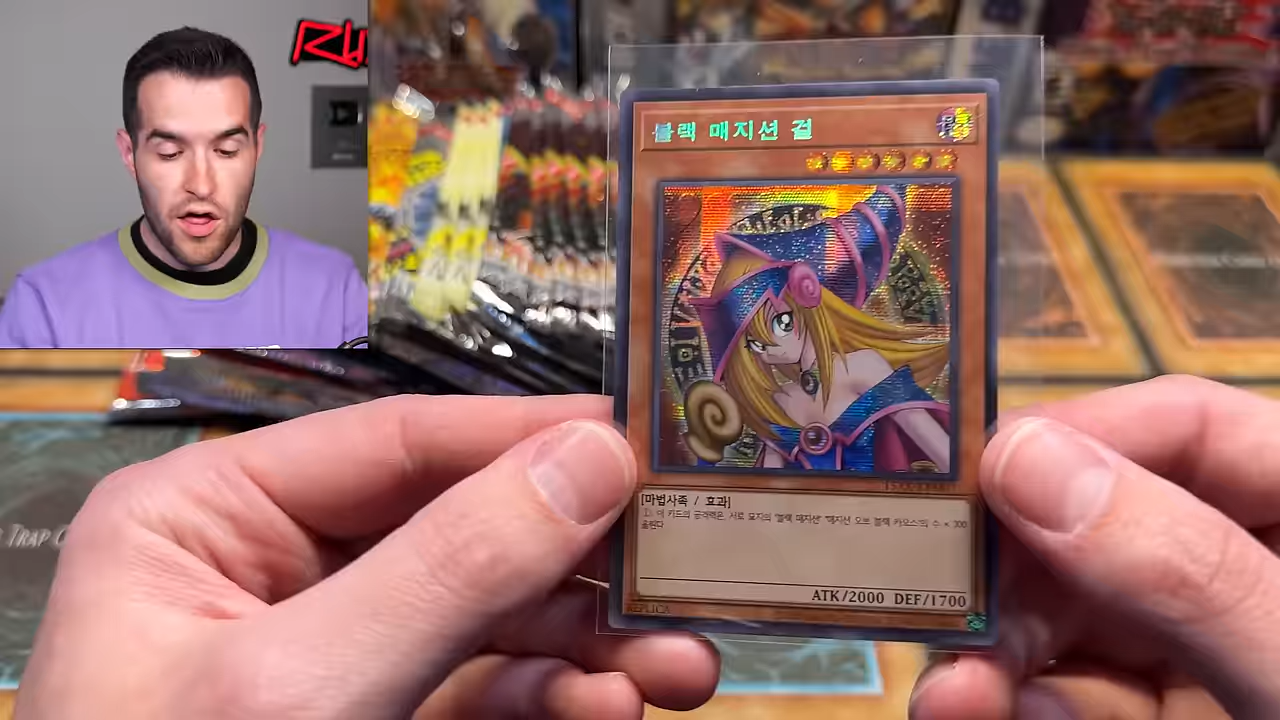 블랙 매지션 걸
[마법사족 / 효과]
①: 이 카드의 공격력은, 서로 묘지의 "블랙 매지션" "매지션 오브 블랙 카오스"의 수 × 300
올린다
ATK/2000 DEF/1700
REPLICA
TRAP